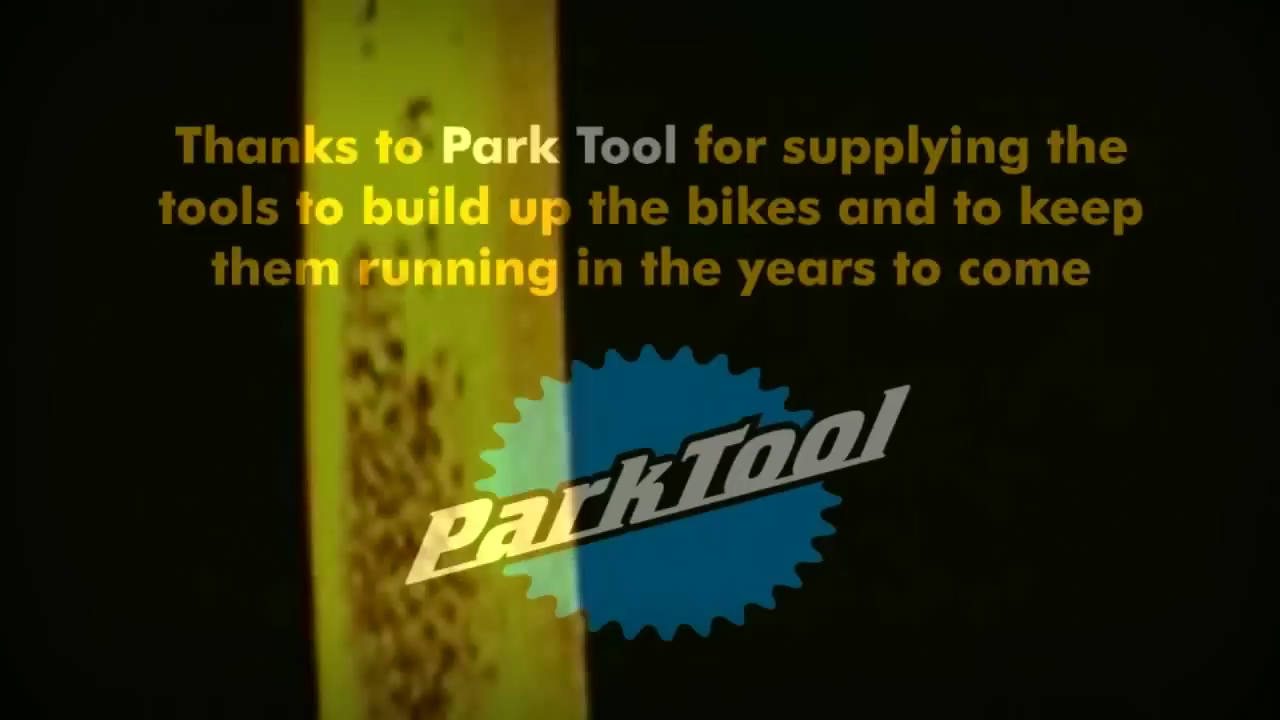 Thanks to Park Tool for supplying the
tools to build up the bikes and to keep
them running in the years to come
ParkTool